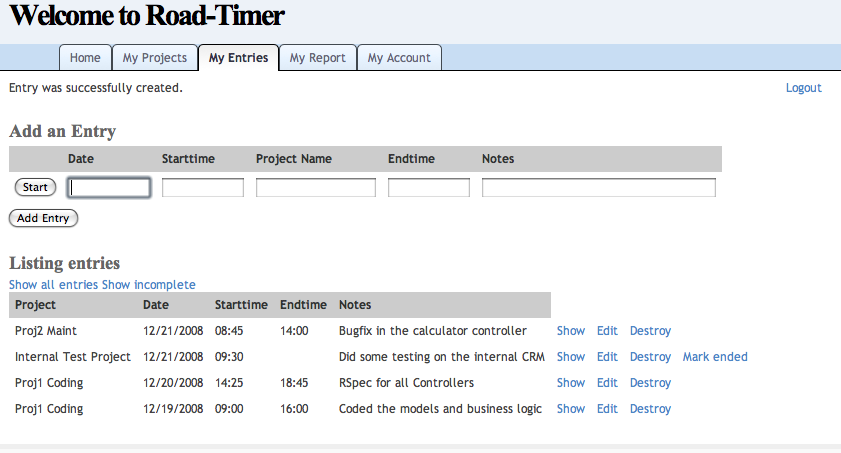 Welcome to Road-Timer
Home My Projects My Entries My Report My Account
Entry was successfully created. Logout
Add an Entry
Date Starttime Project Name Endtime Notes
Start
Add Entry
Listing entries
Show all entries Show incomplete
Project Date Starttime Endtime Notes
Proj2 Maint 12/21/2008 08:45 14:00 Bugfix in the calculator controller Show Edit Destroy
Internal Test Project 12/21/2008 09:30 Did some testing on the internal CRM Show Edit Destroy Mark ended
Proj1 Coding 12/20/2008 14:25 18:45 RSpec for all Controllers Show Edit Destroy
Proj1 Coding 12/19/2008 09:00 16:00 Coded the models and business logic Show Edit Destroy